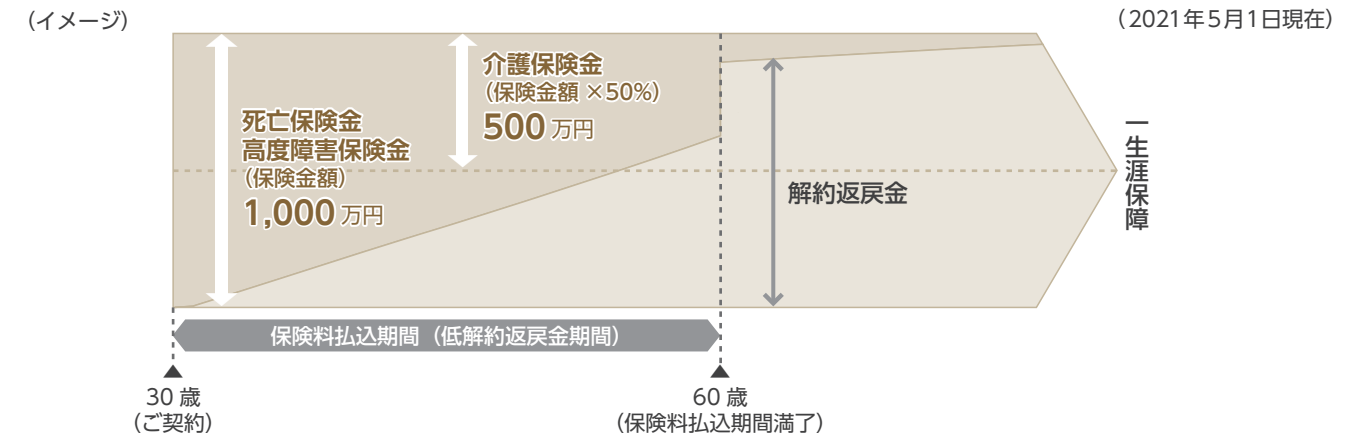 （イメージ）
（2021年5月1日現在）
介護保険金
（保険金額 ×50%）
500 万円
死亡保険金
高度障害保険金
（保険金額）
1,000 万円
解約返戻金
一生涯保障
保険料払込期間（低解約返戻金期間）
30 歳
（ご契約）
60 歳
（保険料払込期間満了）